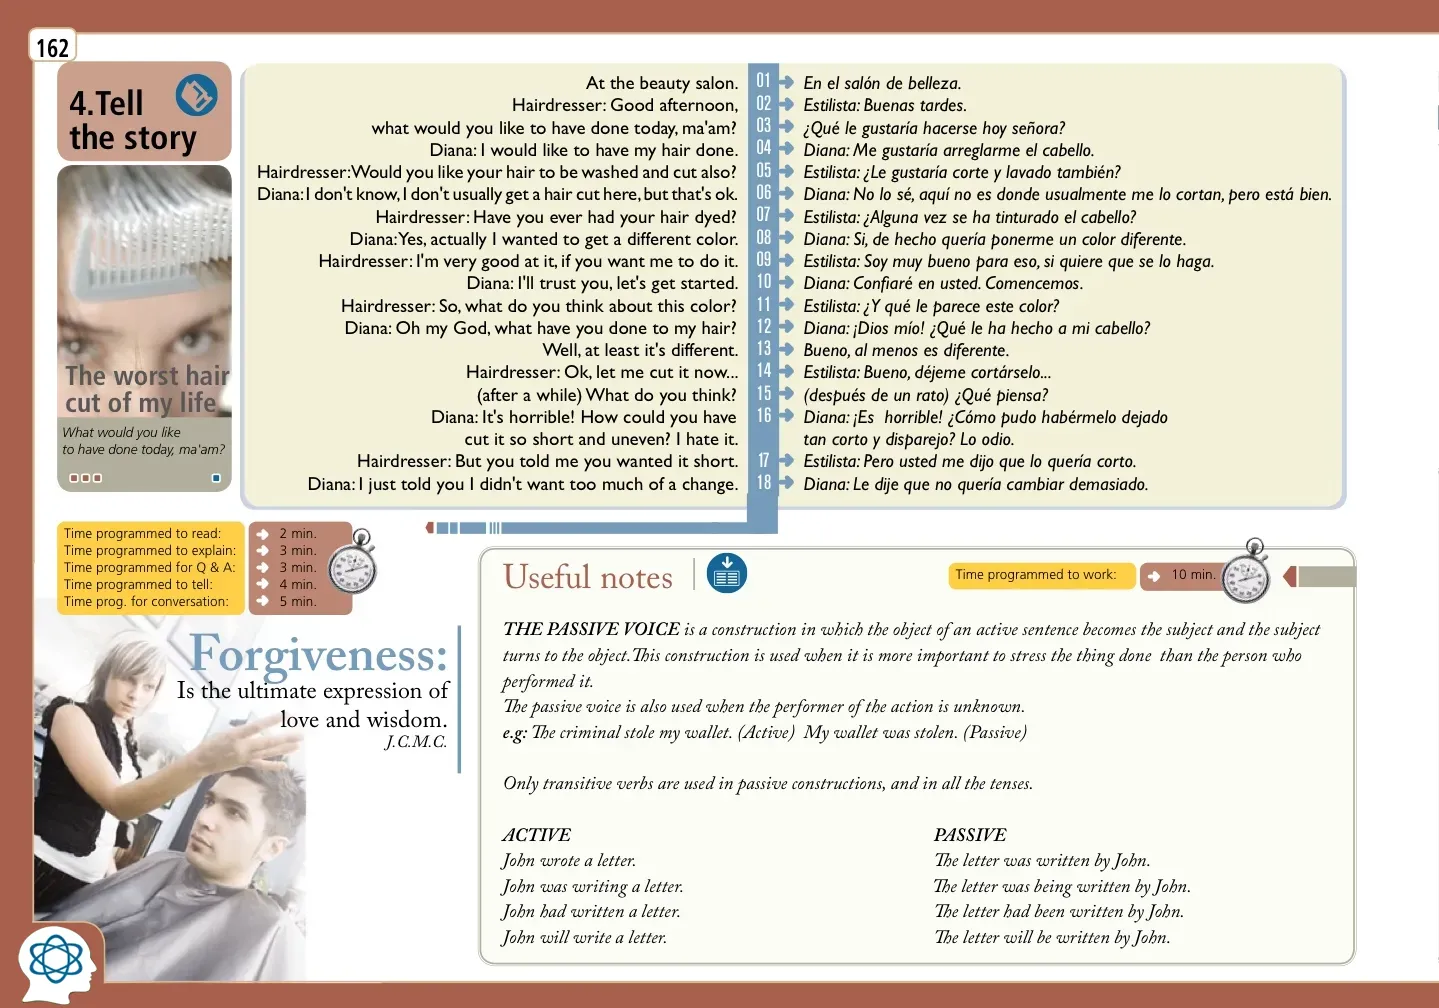 162
4.Tell
the story
The worst hair
cut of my life
What would you like
to have done today, ma'am?
At the beauty salon.
Hairdresser: Good afternoon,
what would you like to have done today, ma'am?
Diana: I would like to have my hair done.
Hairdresser:Would you like your hair to be washed and cut also?
Diana: I don't know, I don't usually get a hair cut here, but that's ok.
Hairdresser: Have you ever had your hair dyed?
Diana:Yes, actually I wanted to get a different color.
Hairdresser: I'm very good at it, if you want me to do it.
Diana: I'll trust you, let's get started.
Hairdresser: So, what do you think about this color?
Diana: Oh my God, what have you done to my hair?
Well, at least it's different.
Hairdresser: Ok, let me cut it now...
(after a while) What do you think?
Diana: It's horrible! How could you have
cut it so short and uneven? I hate it.
Hairdresser: But you told me you wanted it short.
Diana: I just told you I didn't want too much of a change.
01
02
03
04
05
06
07
08
09
10
11
12
13
14
15
16
17
18
En el salón de belleza.
Estilista: Buenas tardes.
¿Qué le gustaría hacerse hoy señora?
Diana: Me gustaría arreglarme el cabello.
Estilista: ¿Le gustaría corte y lavado también?
Diana: No lo sé, aquí no es donde usualmente me lo cortan, pero está bien.
Estilista: ¿Alguna vez se ha tinturado el cabello?
Diana: Si, de hecho quería ponerme un color diferente.
Estilista: Soy muy bueno para eso, si quiere que se lo haga.
Diana: Confiaré en usted. Comencemos.
Estilista: ¿Y qué le parece este color?
Diana: ¡Dios mío! ¿Qué le ha hecho a mi cabello?
Bueno, al menos es diferente.
Estilista: Bueno, déjeme cortárselo...
(después de un rato) ¿Qué piensa?
Diana: ¡Es horrible! ¿Cómo pudo habérmelo dejado
tan corto y disparejo? Lo odio.
Estilista: Pero usted me dijo que lo quería corto.
Diana: Le dije que no quería cambiar demasiado.
Time programmed to read: 2 min.
Time programmed to explain: 3 min.
Time programmed for Q & A: 3 min.
Time programmed to tell: 4 min.
Time prog. for conversation: 5 min.
Forgiveness:
Is the ultimate expression of
love and wisdom.
J.C.M.C.
Useful notes
Time programmed to work: 10 min.
THE PASSIVE VOICE is a construction in which the object of an active sentence becomes the subject and the subject
turns to the object.This construction is used when it is more important to stress the thing done than the person who
performed it.
The passive voice is also used when the performer of the action is unknown.
e.g: The criminal stole my wallet. (Active) My wallet was stolen. (Passive)
Only transitive verbs are used in passive constructions, and in all the tenses.
ACTIVE
John wrote a letter.
John was writing a letter.
John had written a letter.
John will write a letter.
PASSIVE
The letter was written by John.
The letter was being written by John.
The letter had been written by John.
The letter will be written by John.